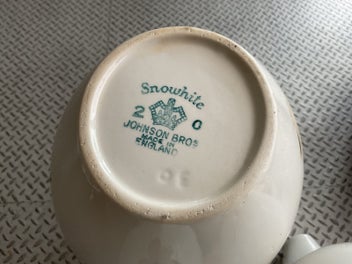 Snowhite
2 0
JOHNSON BROS
MADE IN
ENGLAND